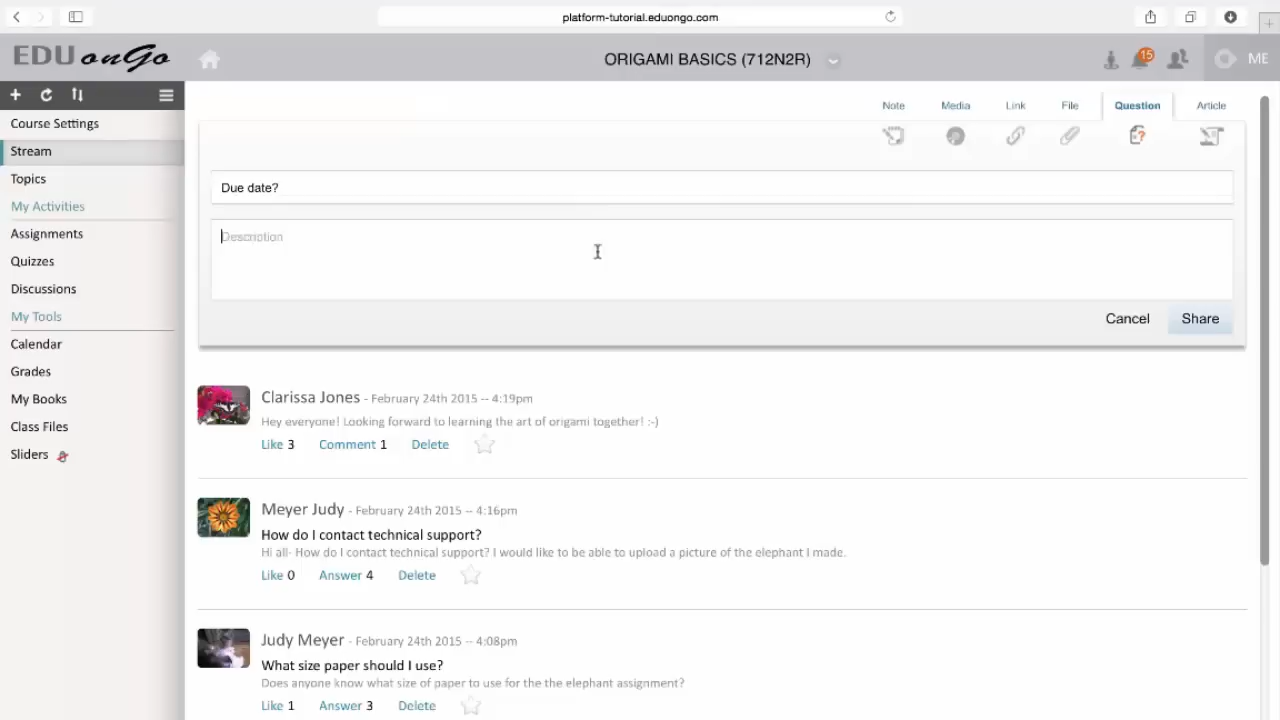 platform-tutorial.eduongo.com
EDU onGo
ORIGAMI BASICS (712N2R)
15
ME
Course Settings
Stream
Topics
My Activities
Assignments
Quizzes
Discussions
My Tools
Calendar
Grades
My Books
Class Files
Sliders
Note
Media
Link
File
Question
Article
Due date?
Description
Cancel
Share
Clarissa Jones - February 24th 2015 -- 4:19pm
Hey everyone! Looking forward to learning the art of origami together! :-)
Like 3 Comment 1 Delete
Meyer Judy - February 24th 2015 -- 4:16pm
How do I contact technical support?
Hi all- How do I contact technical support? I would like to be able to upload a picture of the elephant I made.
Like 0 Answer 4 Delete
Judy Meyer - February 24th 2015 -- 4:08pm
What size paper should I use?
Does anyone know what size of paper to use for the the elephant assignment?
Like 1 Answer 3 Delete